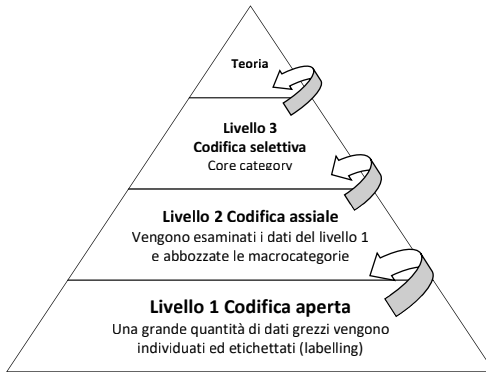 Teoria
Livello 3
Codifica selettiva
Core category
Livello 2 Codifica assiale
Vengono esaminati i dati del livello 1
e abbozzate le macrocategorie
Livello 1 Codifica aperta
Una grande quantità di dati grezzi vengono
individuati ed etichettati (labelling)